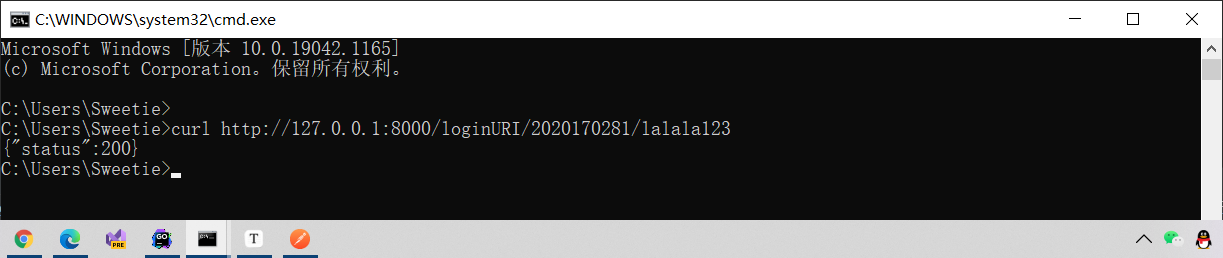 C:\WINDOWS\system32\cmd.exe
Microsoft Windows [版本 10.0.19042.1165]
(c) Microsoft Corporation。保留所有权利。
C:\Users\Sweetie>
C:\Users\Sweetie>curl http://127.0.0.1:8000/loginURI/2020170281/lalala123
{"status":200}
C:\Users\Sweetie>
PRE
GO
C:\_
T